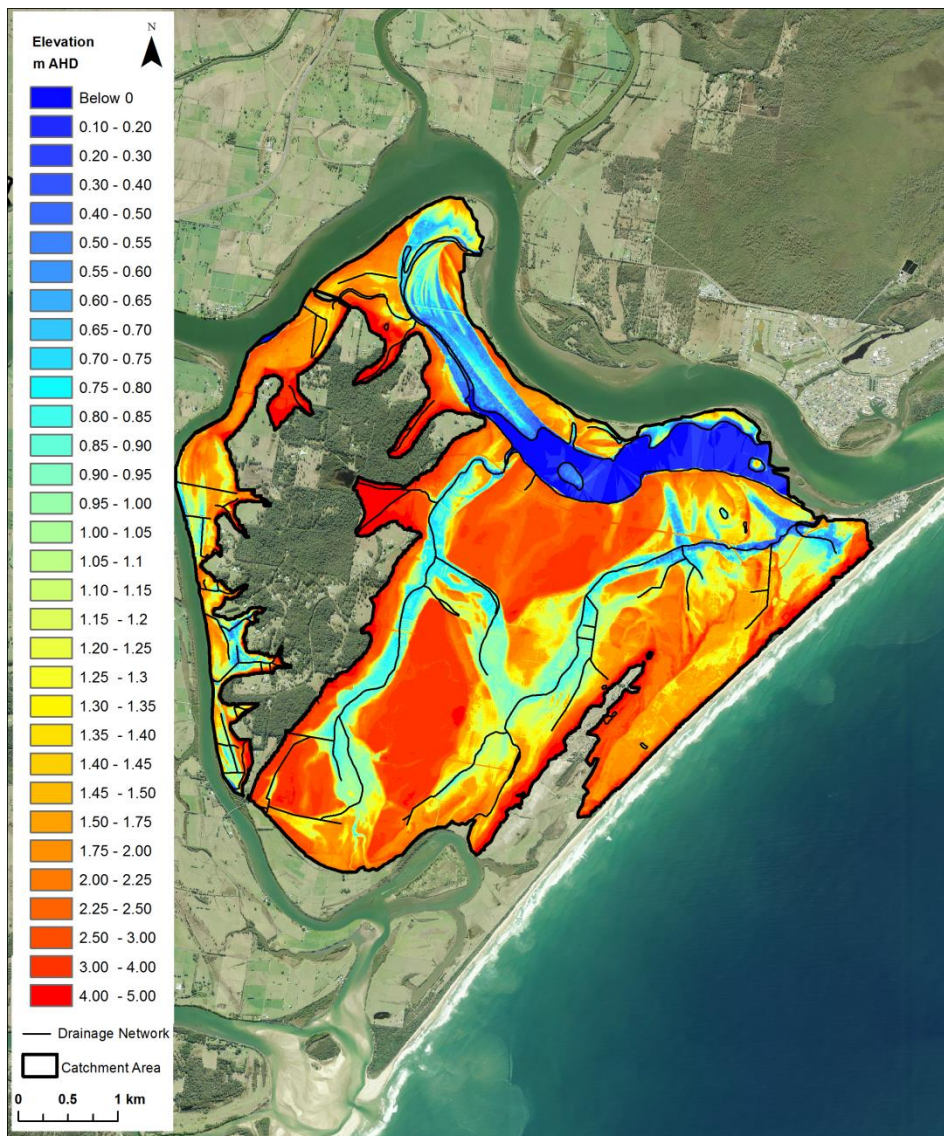 Elevation
m AHD
N
Below 0
0.10 - 0.20
0.20 - 0.30
0.30 - 0.40
0.40 - 0.50
0.50 - 0.55
0.55 - 0.60
0.60 - 0.65
0.65 - 0.70
0.70 - 0.75
0.75 - 0.80
0.80 - 0.85
0.85 - 0.90
0.90 - 0.95
0.95 - 1.00
1.00 - 1.05
1.05 - 1.1
1.10 - 1.15
1.15 - 1.2
1.20 - 1.25
1.25 - 1.3
1.30 - 1.35
1.35 - 1.40
1.40 - 1.45
1.45 - 1.50
1.50 - 1.75
1.75 - 2.00
2.00 - 2.25
2.25 - 2.50
2.50 - 3.00
3.00 - 4.00
4.00 - 5.00
Drainage Network
Catchment Area
0 0.5 1 km